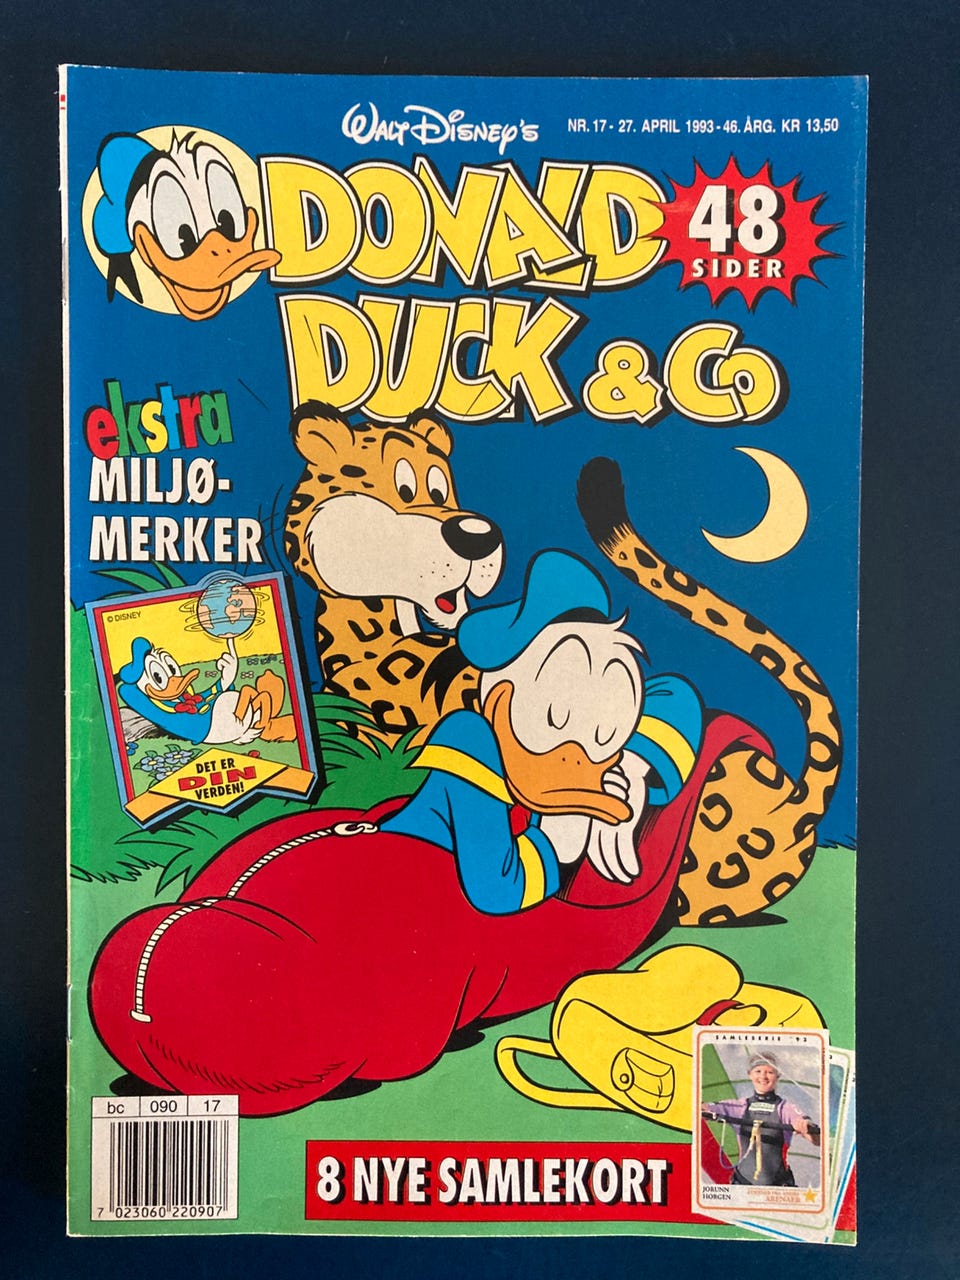 WALT DISNEY'S
NR. 17 - 27. APRIL 1993 - 46. ÅRG. KR 13,50
DONALD
DUCK & Co
48
SIDER
ekstra
MILJØ-
MERKER
© DISNEY
DET ER
DIN
VERDEN!
SAMLESERIE '93
JORUNN
HORGEN
ARENAER
8 NYE SAMLEKORT
bc 090 17
7 023060 220907